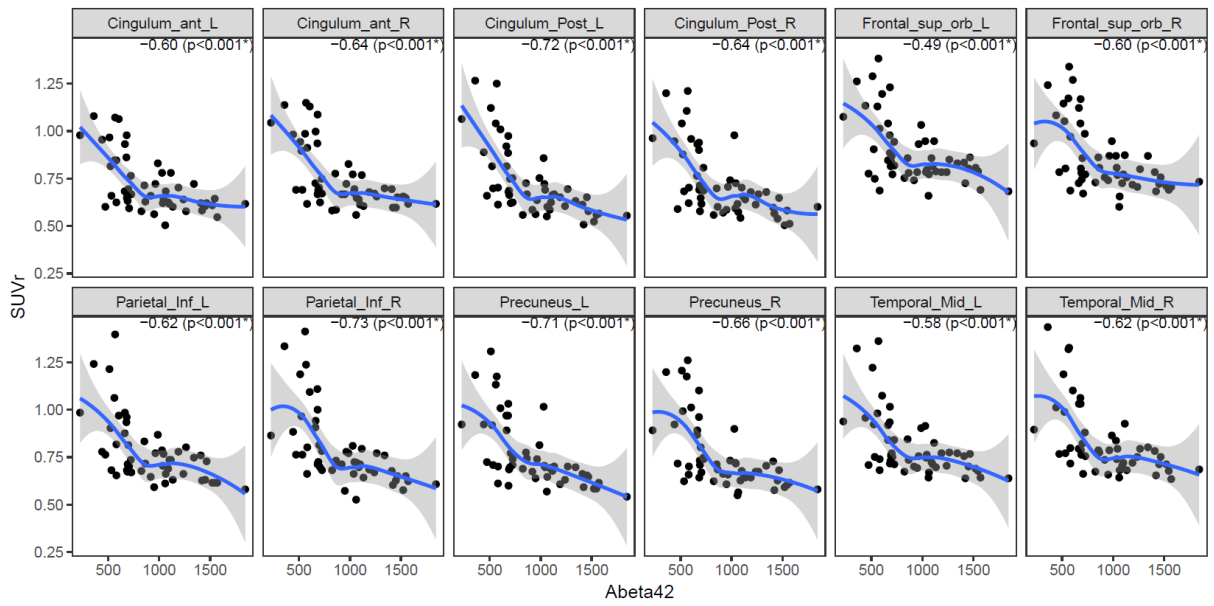 Cingulum_ant_L Cingulum_ant_R Cingulum_Post_L Cingulum_Post_R Frontal_sup_orb_L Frontal_sup_orb_R
−0.60 (p<0.001*) −0.64 (p<0.001*) −0.72 (p<0.001*) −0.64 (p<0.001*) −0.49 (p<0.001*) −0.60 (p<0.001*)
1.25
1.00
0.75
0.50
0.25
SUVr
Parietal_Inf_L Parietal_Inf_R Precuneus_L Precuneus_R Temporal_Mid_L Temporal_Mid_R
−0.62 (p<0.001*) −0.73 (p<0.001*) −0.71 (p<0.001*) −0.66 (p<0.001*) −0.58 (p<0.001*) −0.62 (p<0.001*)
1.25
1.00
0.75
0.50
0.25
500 1000 1500 500 1000 1500 500 1000 1500 500 1000 1500 500 1000 1500 500 1000 1500
Abeta42